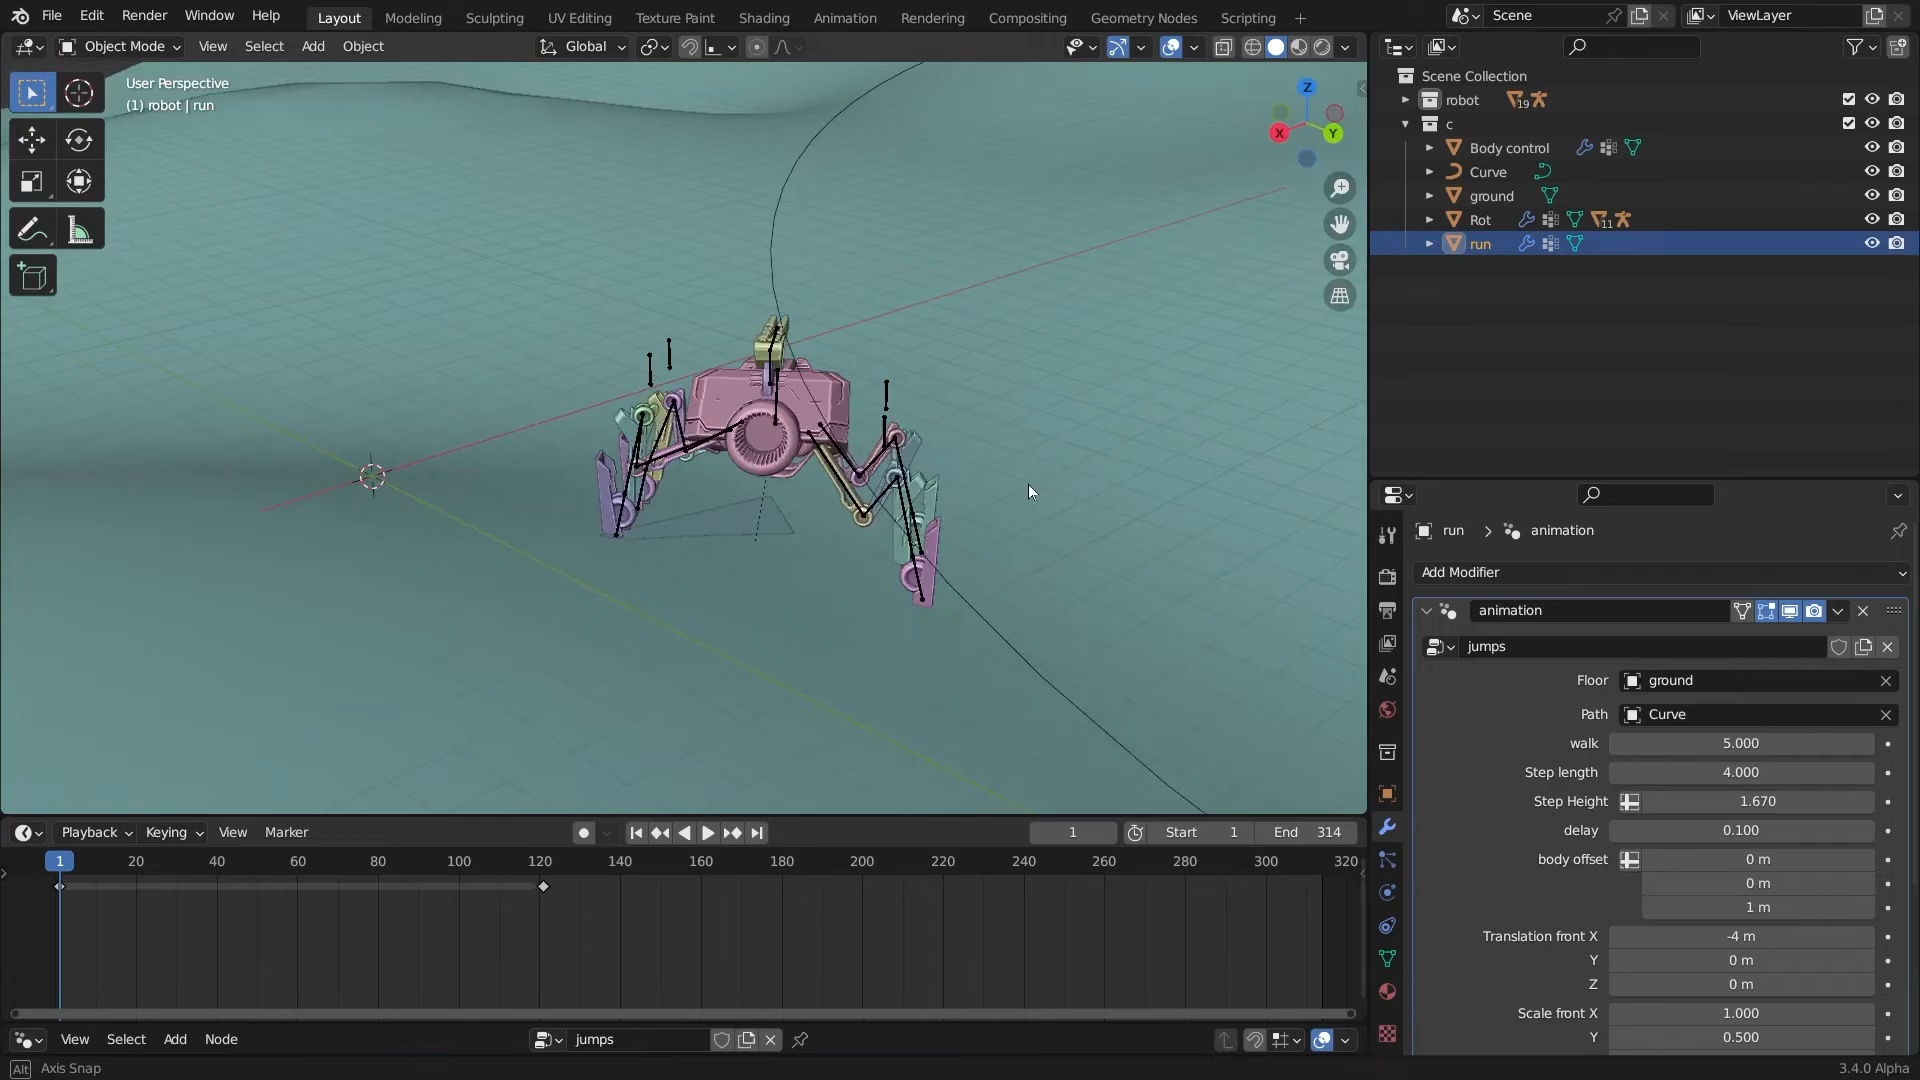 File Edit Render Window Help Layout Modeling Sculpting UV Editing Texture Paint Shading Animation Rendering Compositing Geometry Nodes Scripting + Scene ViewLayer
Object Mode View Select Add Object Global
User Perspective
(1) robot | run
Z
X Y
Scene Collection
robot 19
c
Body control
Curve
ground
Rot 11
run
run > animation
Add Modifier
animation
jumps
Floor ground
Path Curve
walk 5.000
Step length 4.000
Step Height 1.670
delay 0.100
body offset 0 m
0 m
1 m
Translation front X -4 m
Y 0 m
Z 0 m
Scale front X 1.000
Y 0.500
Playback Keying View Marker 1 Start 1 End 314
1 20 40 60 80 100 120 140 160 180 200 220 240 260 280 300 320
View Select Add Node jumps
Alt Axis Snap 3.4.0 Alpha